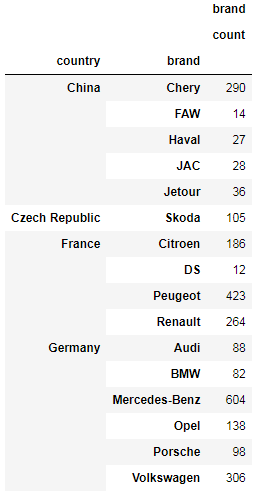 brand
count
country brand
China Chery 290
FAW 14
Haval 27
JAC 28
Jetour 36
Czech Republic Skoda 105
France Citroen 186
DS 12
Peugeot 423
Renault 264
Germany Audi 88
BMW 82
Mercedes-Benz 604
Opel 138
Porsche 98
Volkswagen 306